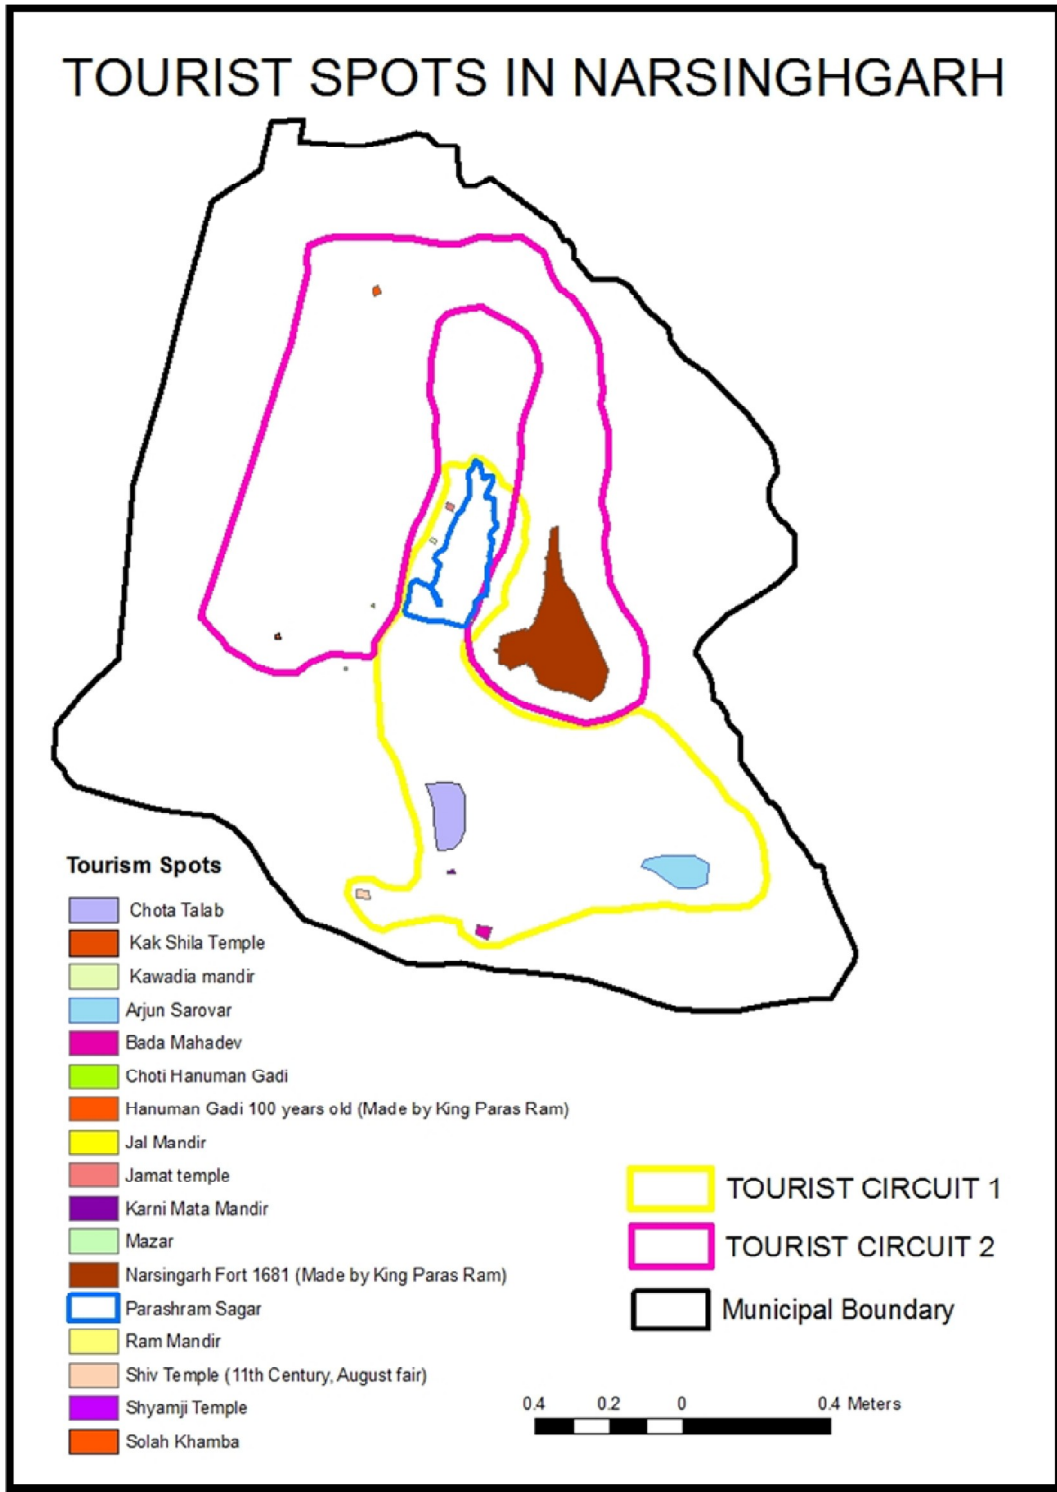 TOURIST SPOTS IN NARSINGHGARH
Tourism Spots
Chota Talab
Kak Shila Temple
Kawadia mandir
Arjun Sarovar
Bada Mahadev
Choti Hanuman Gadi
Hanuman Gadi 100 years old (Made by King Paras Ram)
Jal Mandir
Jamat temple
Karni Mata Mandir
Mazar
Narsingarh Fort 1681 (Made by King Paras Ram)
Parashram Sagar
Ram Mandir
Shiv Temple (11th Century, August fair)
Shyamji Temple
Solah Khamba
TOURIST CIRCUIT 1
TOURIST CIRCUIT 2
Municipal Boundary
0.4 0.2 0 0.4 Meters